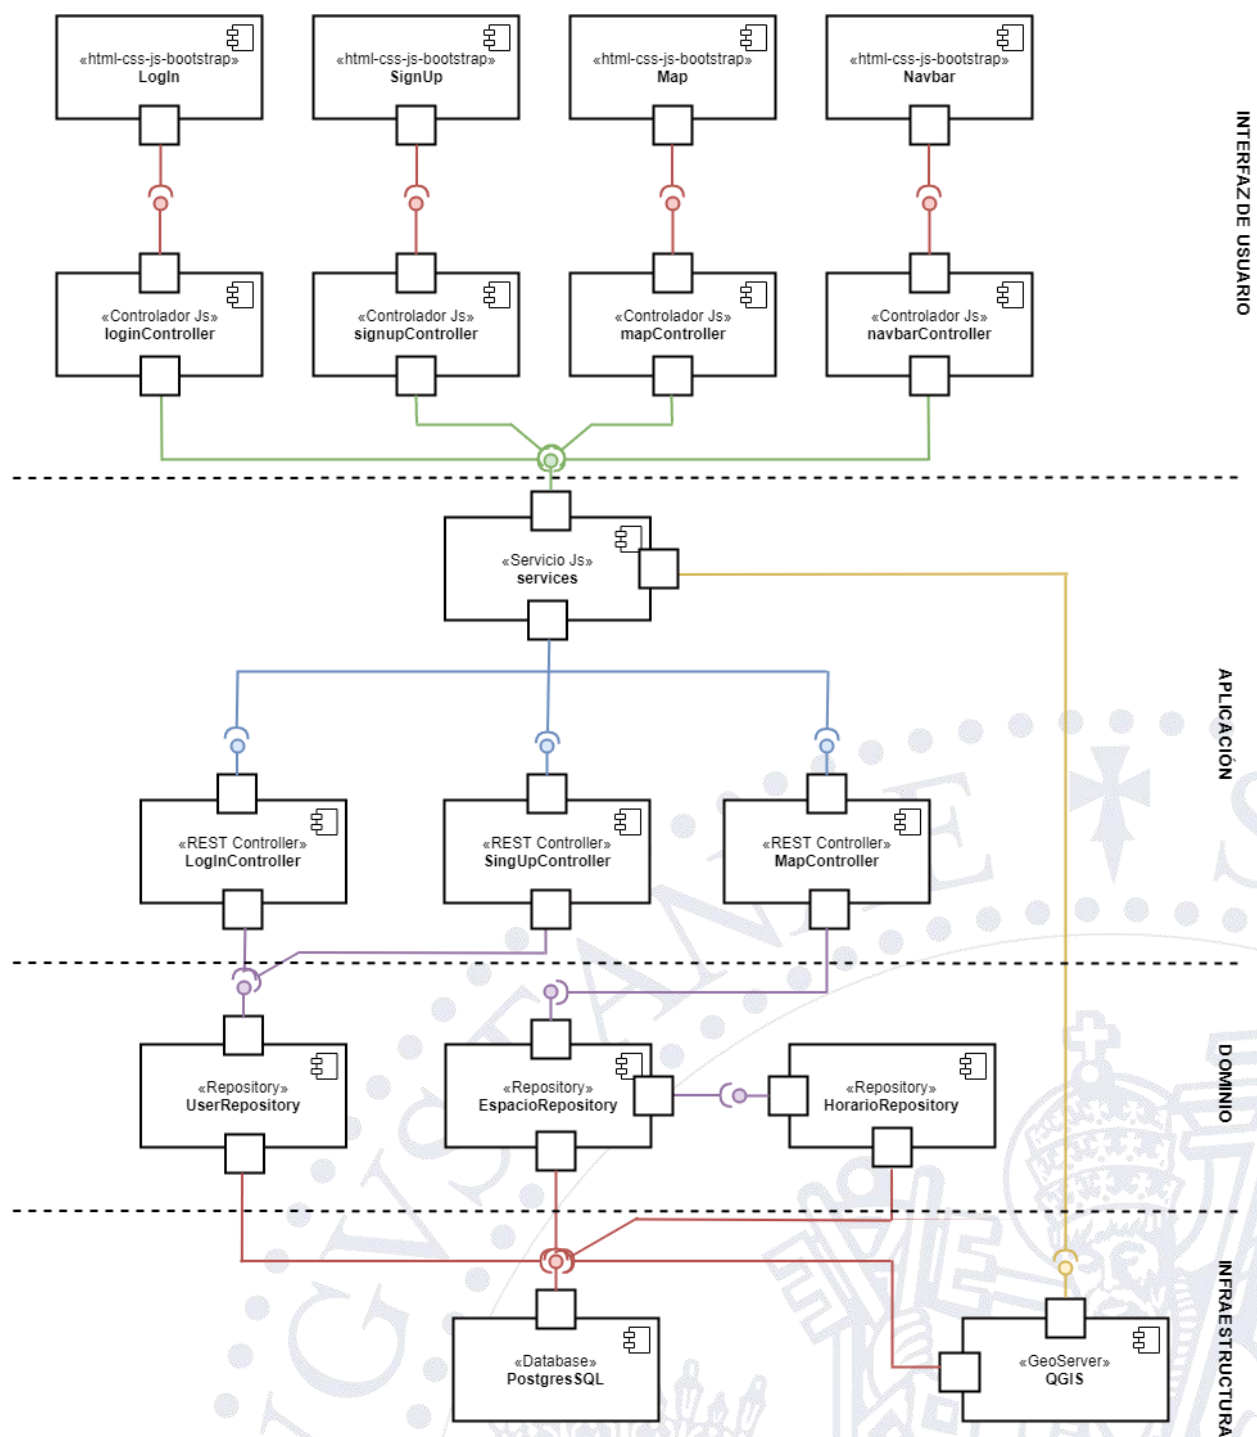 «html-css-js-bootstrap»
LogIn
«html-css-js-bootstrap»
SignUp
«html-css-js-bootstrap»
Map
«html-css-js-bootstrap»
Navbar
INTERFAZ DE USUARIO
«Controlador Js»
loginController
«Controlador Js»
signupController
«Controlador Js»
mapController
«Controlador Js»
navbarController
«Servicio Js»
services
APLICACIÓN
«REST Controller»
LogInController
«REST Controller»
SingUpController
«REST Controller»
MapController
DOMINIO
«Repository»
UserRepository
«Repository»
EspacioRepository
«Repository»
HorarioRepository
INFRAESTRUCTURA
«Database»
PostgresSQL
«GeoServer»
QGIS